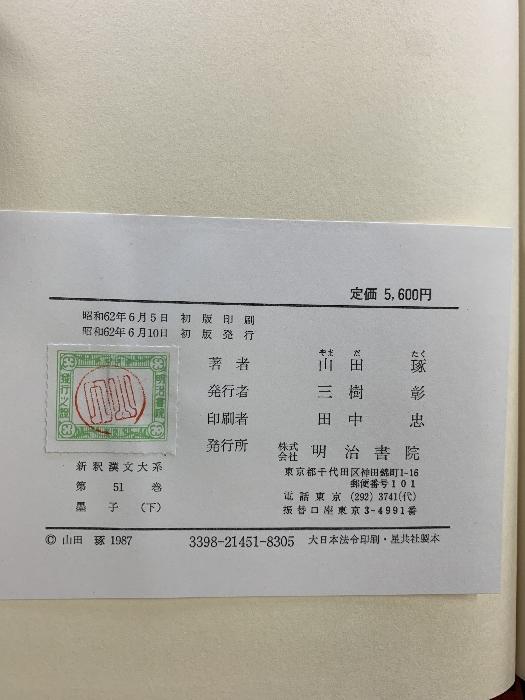 定価 5,600円
昭和62年6月5日 初版印刷
昭和62年6月10日 初版発行
著者 山田琢
やま だ たく
発行者 三樹彰
印刷者 田中忠
発行所 株式会社 明治書院
東京都千代田区神田錦町1-16
郵便番号101
電話東京(292)3741(代)
振替口座東京3-4991番
發行之證
明治書院
新釈漢文大系
第51巻
墨子(下)
© 山田 琢 1987
3398-21451-8305
大日本法令印刷・星共社製本